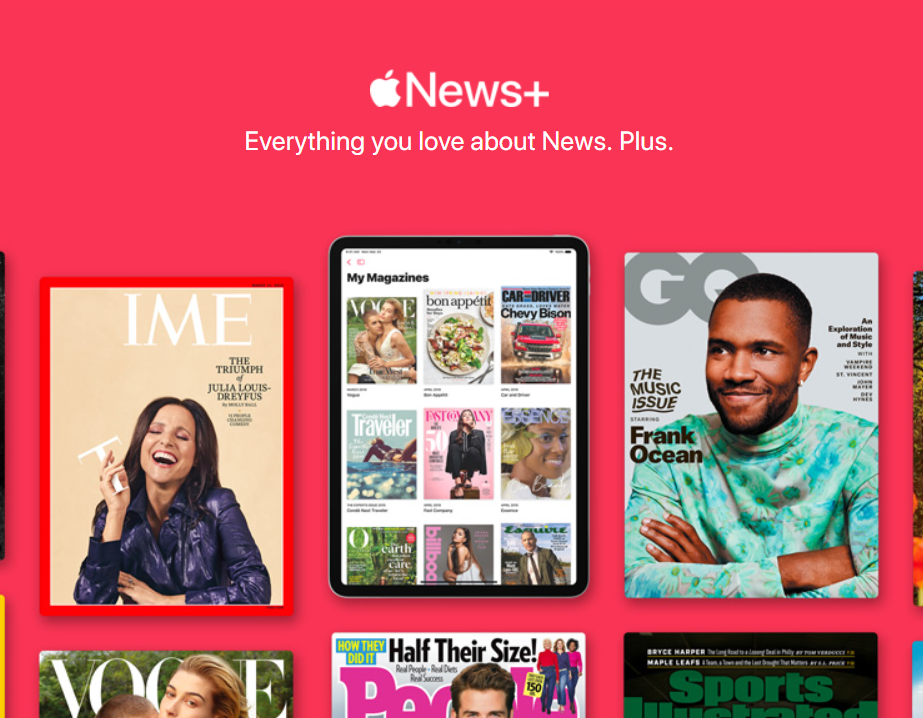 News+
Everything you love about News. Plus.
TIME
THE
TRIUMPH
of
JULIA LOUIS-
DREYFUS
By MOLLY BALL
11 PEOPLE
CHANGING
COMEDY
My Magazines
VOGUE
bon appétit
CAR AND DRIVER
Chevy Bison
Vogue
Bon Appétit
Car and Driver
Traveler
FAST COMPANY
50
ESSENCE
Condé Nast Traveler
Fast Company
Essence
O
earth
care
billboard
Esquire
GQ
An
Exploration
of Music
and Style
WITH
VAMPIRE
WEEKEND
ST. VINCENT
JOHN
MAYER
DEV
HYNES
THE
MUSIC
ISSUE
STARRING
Frank
Ocean
VOGUE
HOW THEY
DID IT
Half Their Size!
Real People • Real Diets
Real Success
150
People
BRYCE HARPER The Long Road to a (Long) Deal in Philly BY TOM VERDUCCI
MAPLE LEAFS A Team, a Town and the Lost Drought That Matters BY S.L. PRICE
Sports
Illustrated